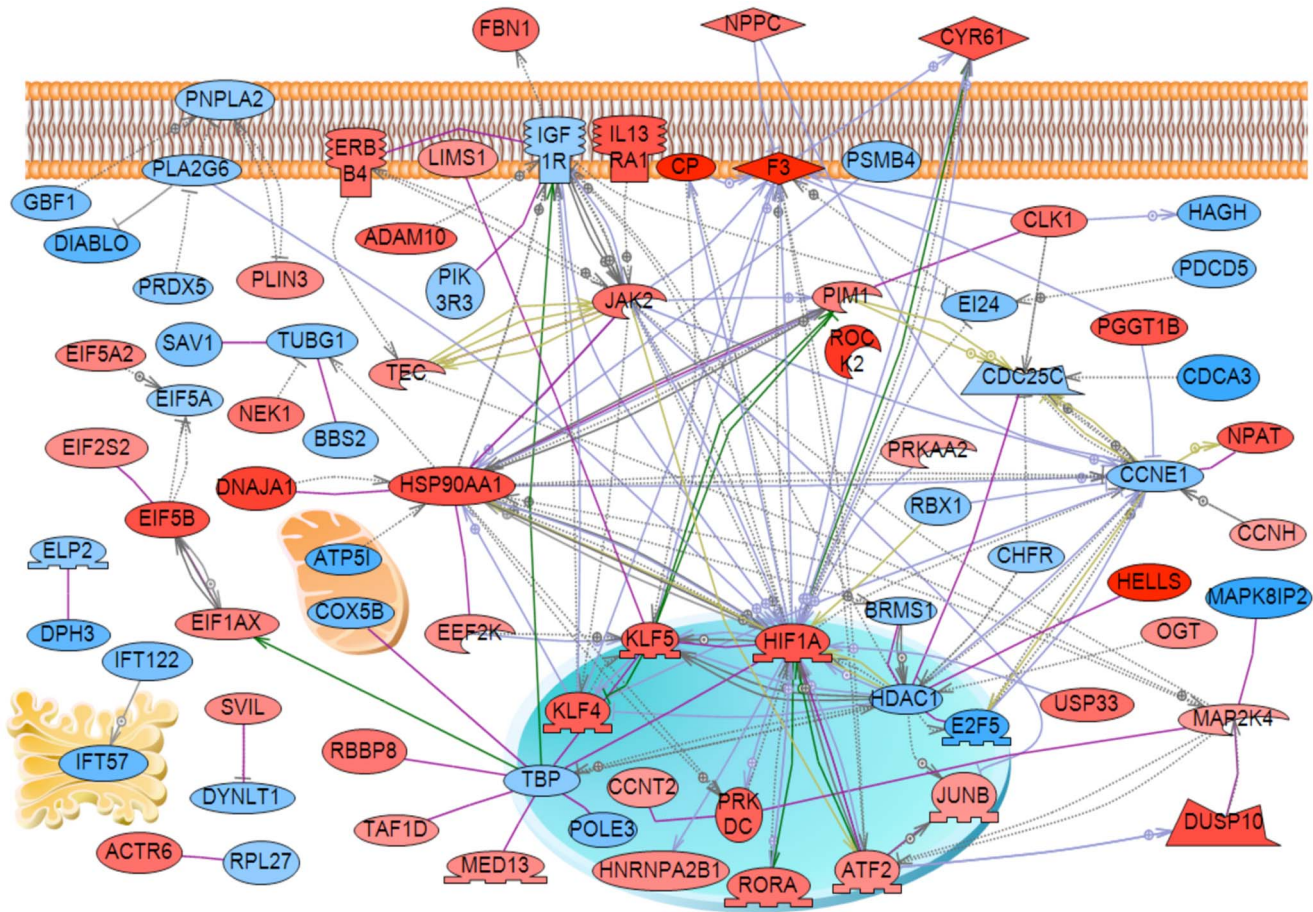 FBN1
NPPC
CYR61
PNPLA2
ERB
B4
LIMS1
IGF
1R
IL13
RA1
CP
F3
PSMB4
PLA2G6
GBF1
DIABLO
PRDX5
PLIN3
ADAM10
PIK
3R3
CLK1
HAGH
PDCD5
JAK2
PIM1
EI24
PGGT1B
SAV1
TUBG1
EIF5A2
TEC
ROC
K2
CDC25C
CDCA3
EIF5A
NEK1
BBS2
EIF2S2
PRKAA2
NPAT
DNAJA1
HSP90AA1
CCNE1
EIF5B
RBX1
CCNH
ELP2
ATP5I
CHFR
HELLS
MAPK8IP2
DPH3
COX5B
EIF1AX
EEF2K
KLF5
HIF1A
BRMS1
OGT
IFT122
HDAC1
USP33
SVIL
KLF4
E2F5
MAP2K4
RBBP8
IFT57
TBP
CCNT2
PRK
DC
JUNB
DYNLT1
TAF1D
POLE3
DUSP10
ACTR6
RPL27
MED13
HNRNPA2B1
RORA
ATF2